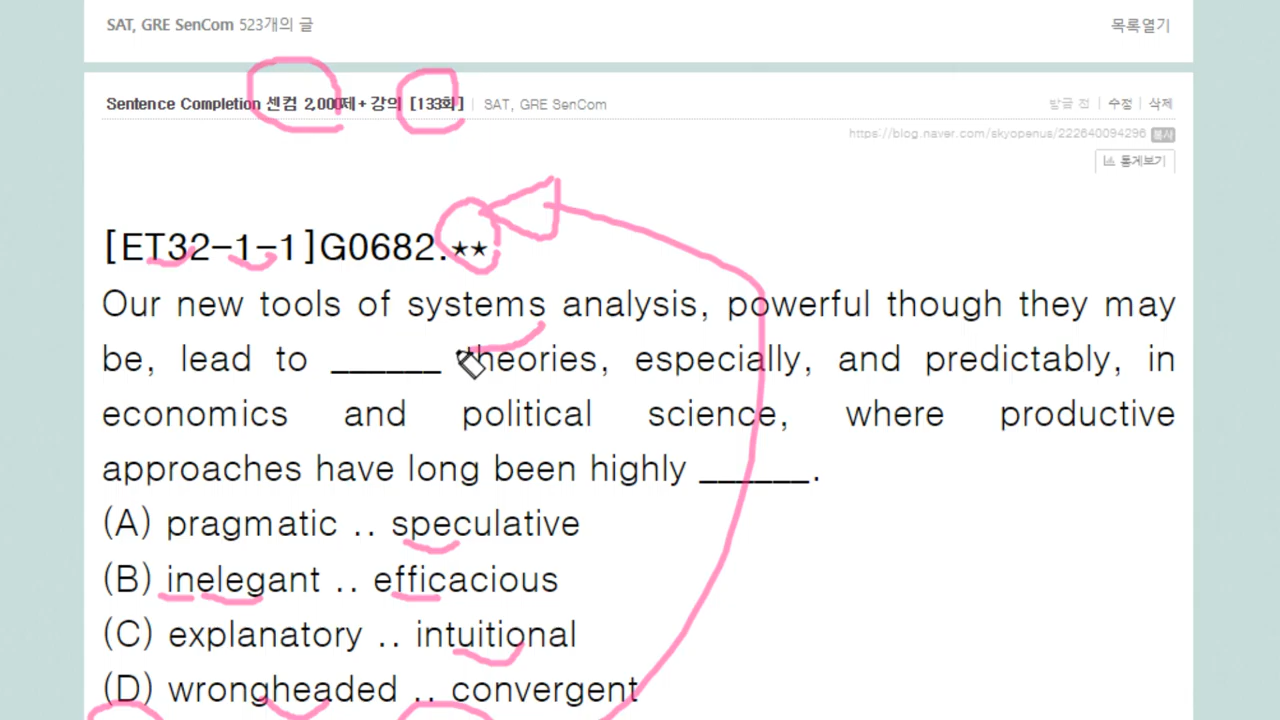 SAT, GRE SenCom 523개의 글 목록열기
Sentence Completion 센컴 2,000제+ 강의 [133회] SAT, GRE SenCom 수정 삭제
https://blog.naver.com/skyopenus/222640094296 복사
통계보기
[ET32-1-1]G0682.★★
Our new tools of systems analysis, powerful though they may
be, lead to ______ theories, especially, and predictably, in
economics and political science, where productive
approaches have long been highly ______.
(A) pragmatic .. speculative
(B) inelegant .. efficacious
(C) explanatory .. intuitional
(D) wrongheaded .. convergent